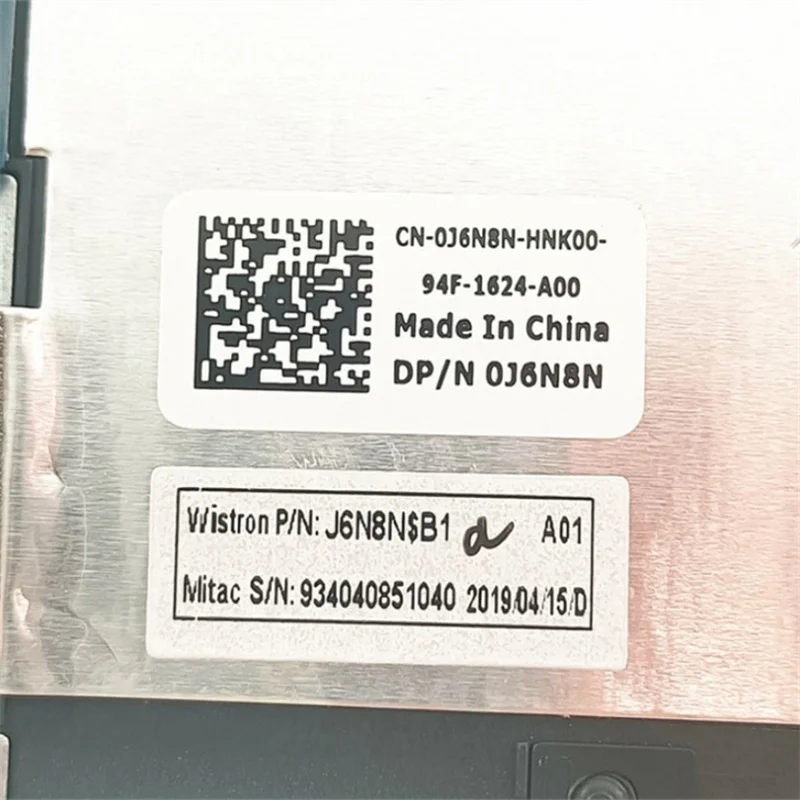 CN-0J6N8N-HNK00-
94F-1624-A00
Made In China
DP/N 0J6N8N
Wistron P/N: J6N8N$B1 A01
Mitac S/N: 934040851040 2019/04/15/D